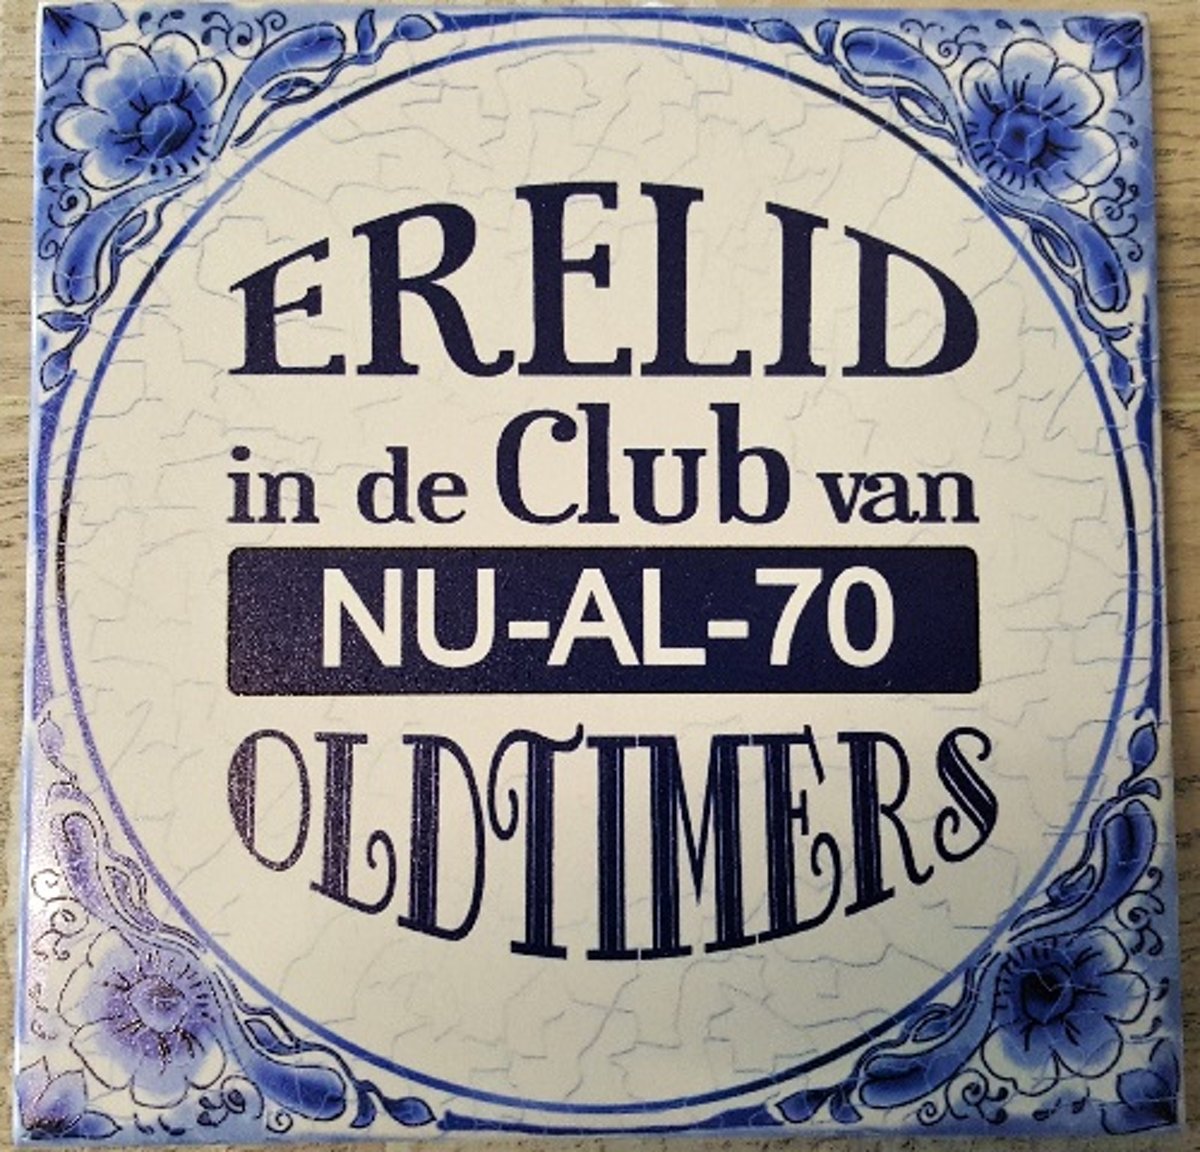 ERELID
in de Club van
NU-AL-70
OLDTIMERS